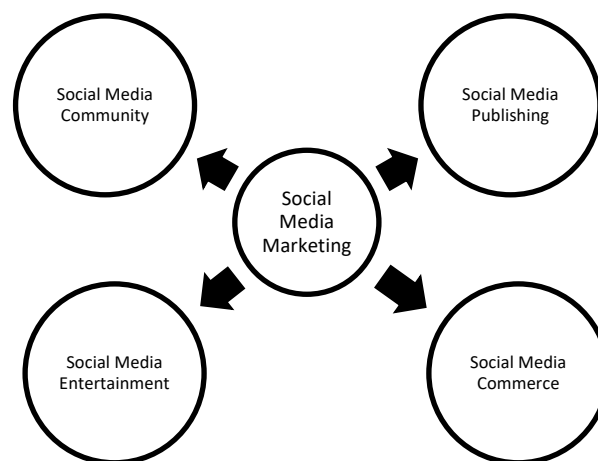 Social Media
Community
Social Media
Publishing
Social
Media
Marketing
Social Media
Entertainment
Social Media
Commerce